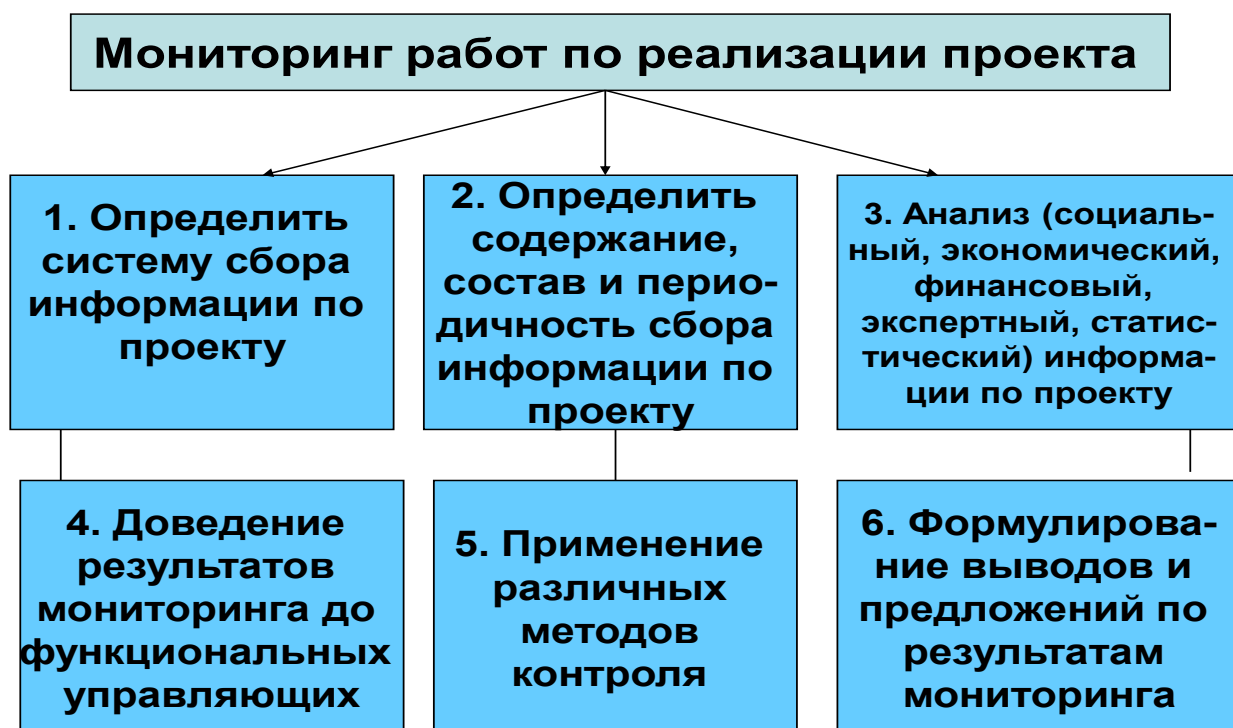 Мониторинг работ по реализации проекта
1. Определить
систему сбора
информации по
проекту
2. Определить
содержание,
состав и перио-
дичность сбора
информации по
проекту
3. Анализ (социаль-
ный, экономический,
финансовый,
экспертный, статис-
тический) информа-
ции по проекту
4. Доведение
результатов
мониторинга до
функциональных
управляющих
5. Применение
различных
методов
контроля
6. Формулирова-
ние выводов и
предложений по
результатам
мониторинга